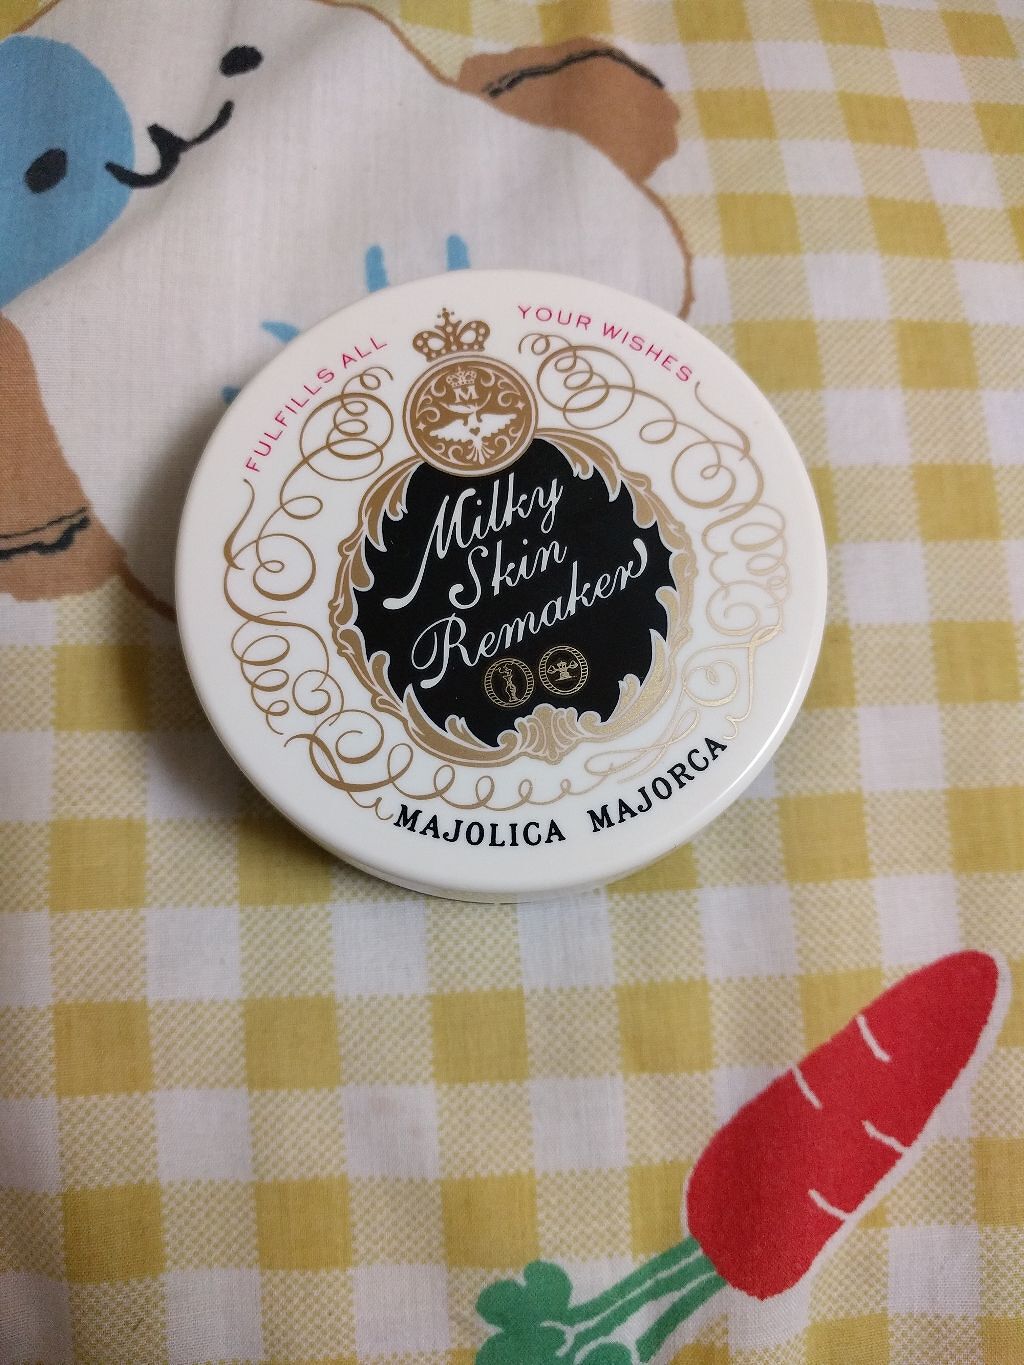 FULFILLS ALL YOUR WISHES
M
Milky
Skin
Remaker
MAJOLICA MAJORCA